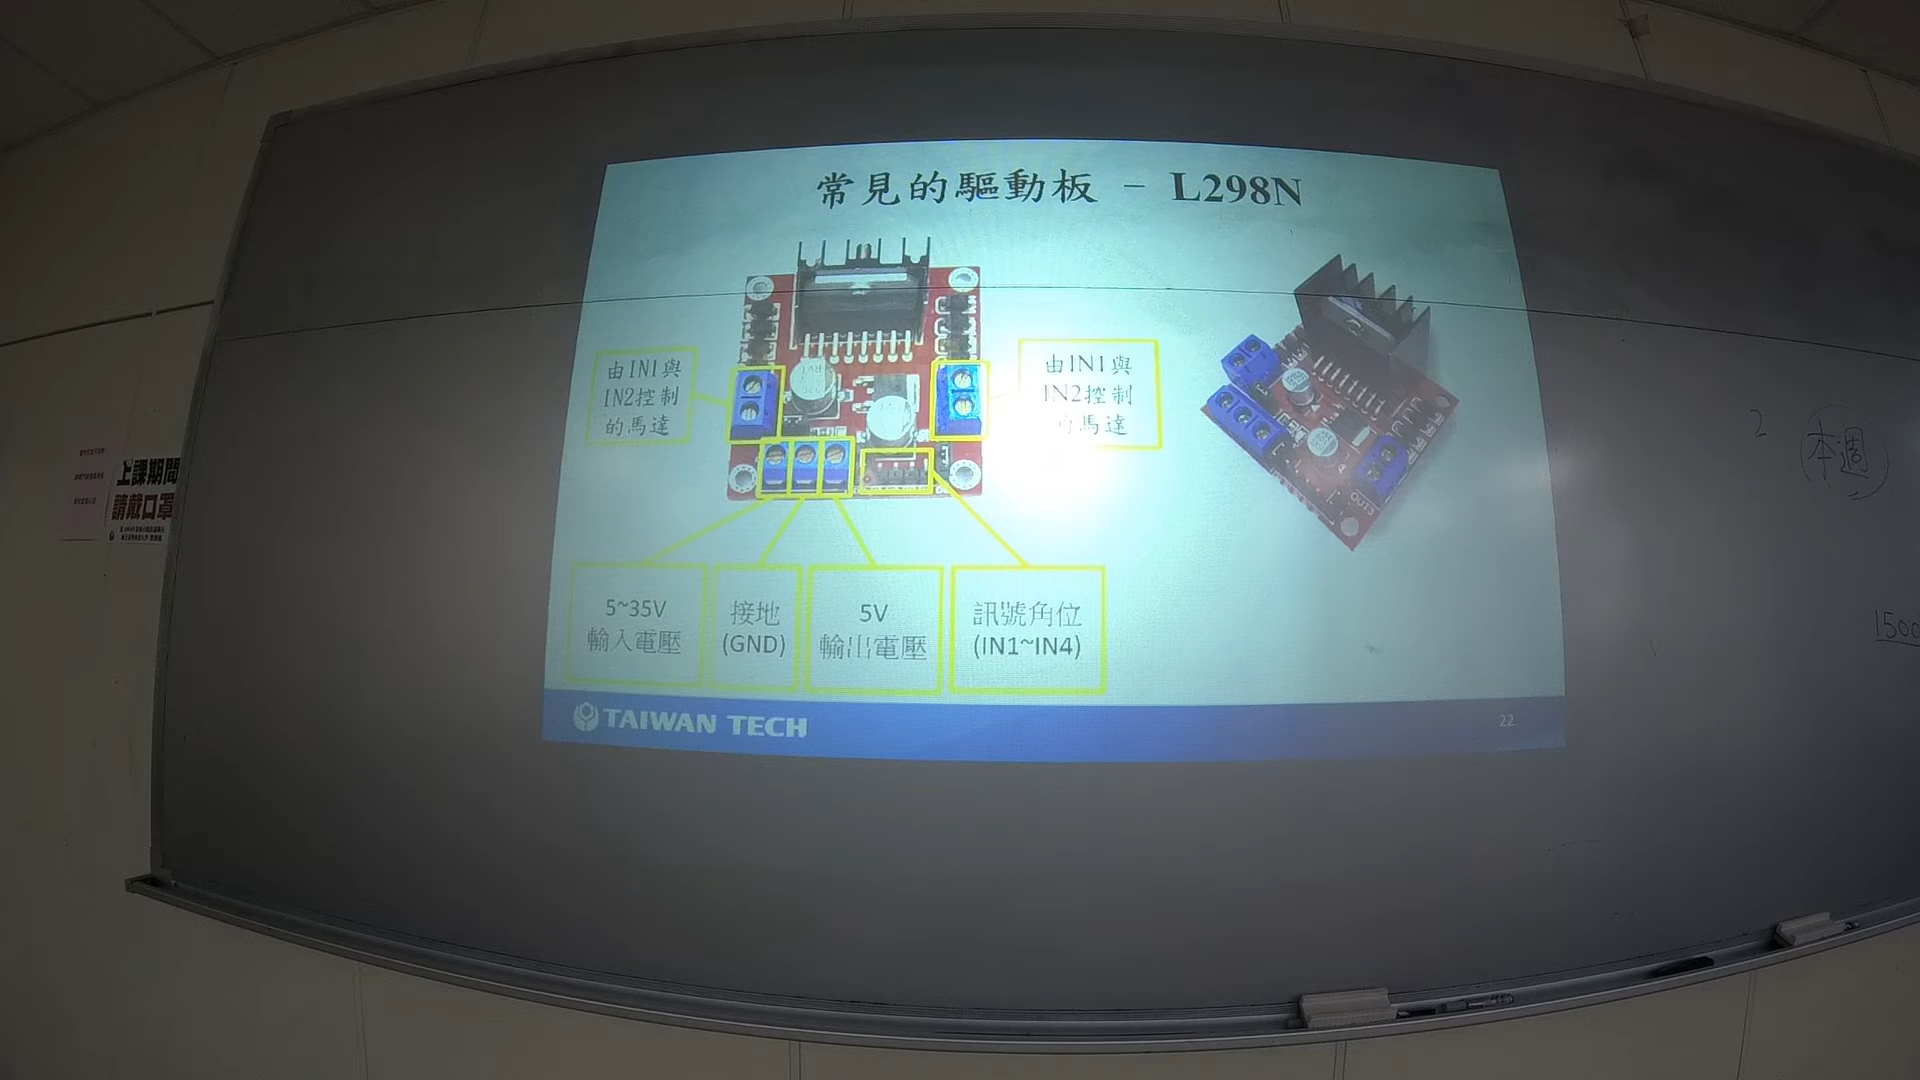 常見的驅動板 － L298N
由IN1與
IN2控制
的馬達
由IN1與
IN2控制
的馬達
5~35V
輸入電壓
接地
(GND)
5V
輸出電壓
訊號角位
(IN1~IN4)
OUT3
TAIWAN TECH
22
上課期間
請戴口罩
2
本週
1500